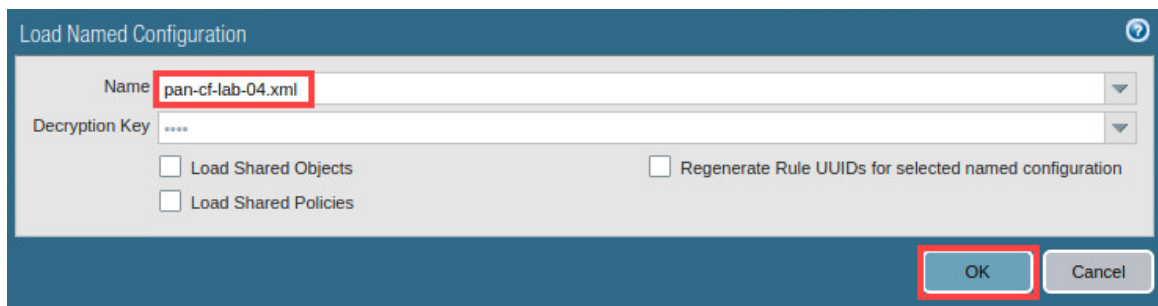 Load Named Configuration
Name pan-cf-lab-04.xml
Decryption Key ••••
Load Shared Objects
Regenerate Rule UUIDs for selected named configuration
Load Shared Policies
OK Cancel